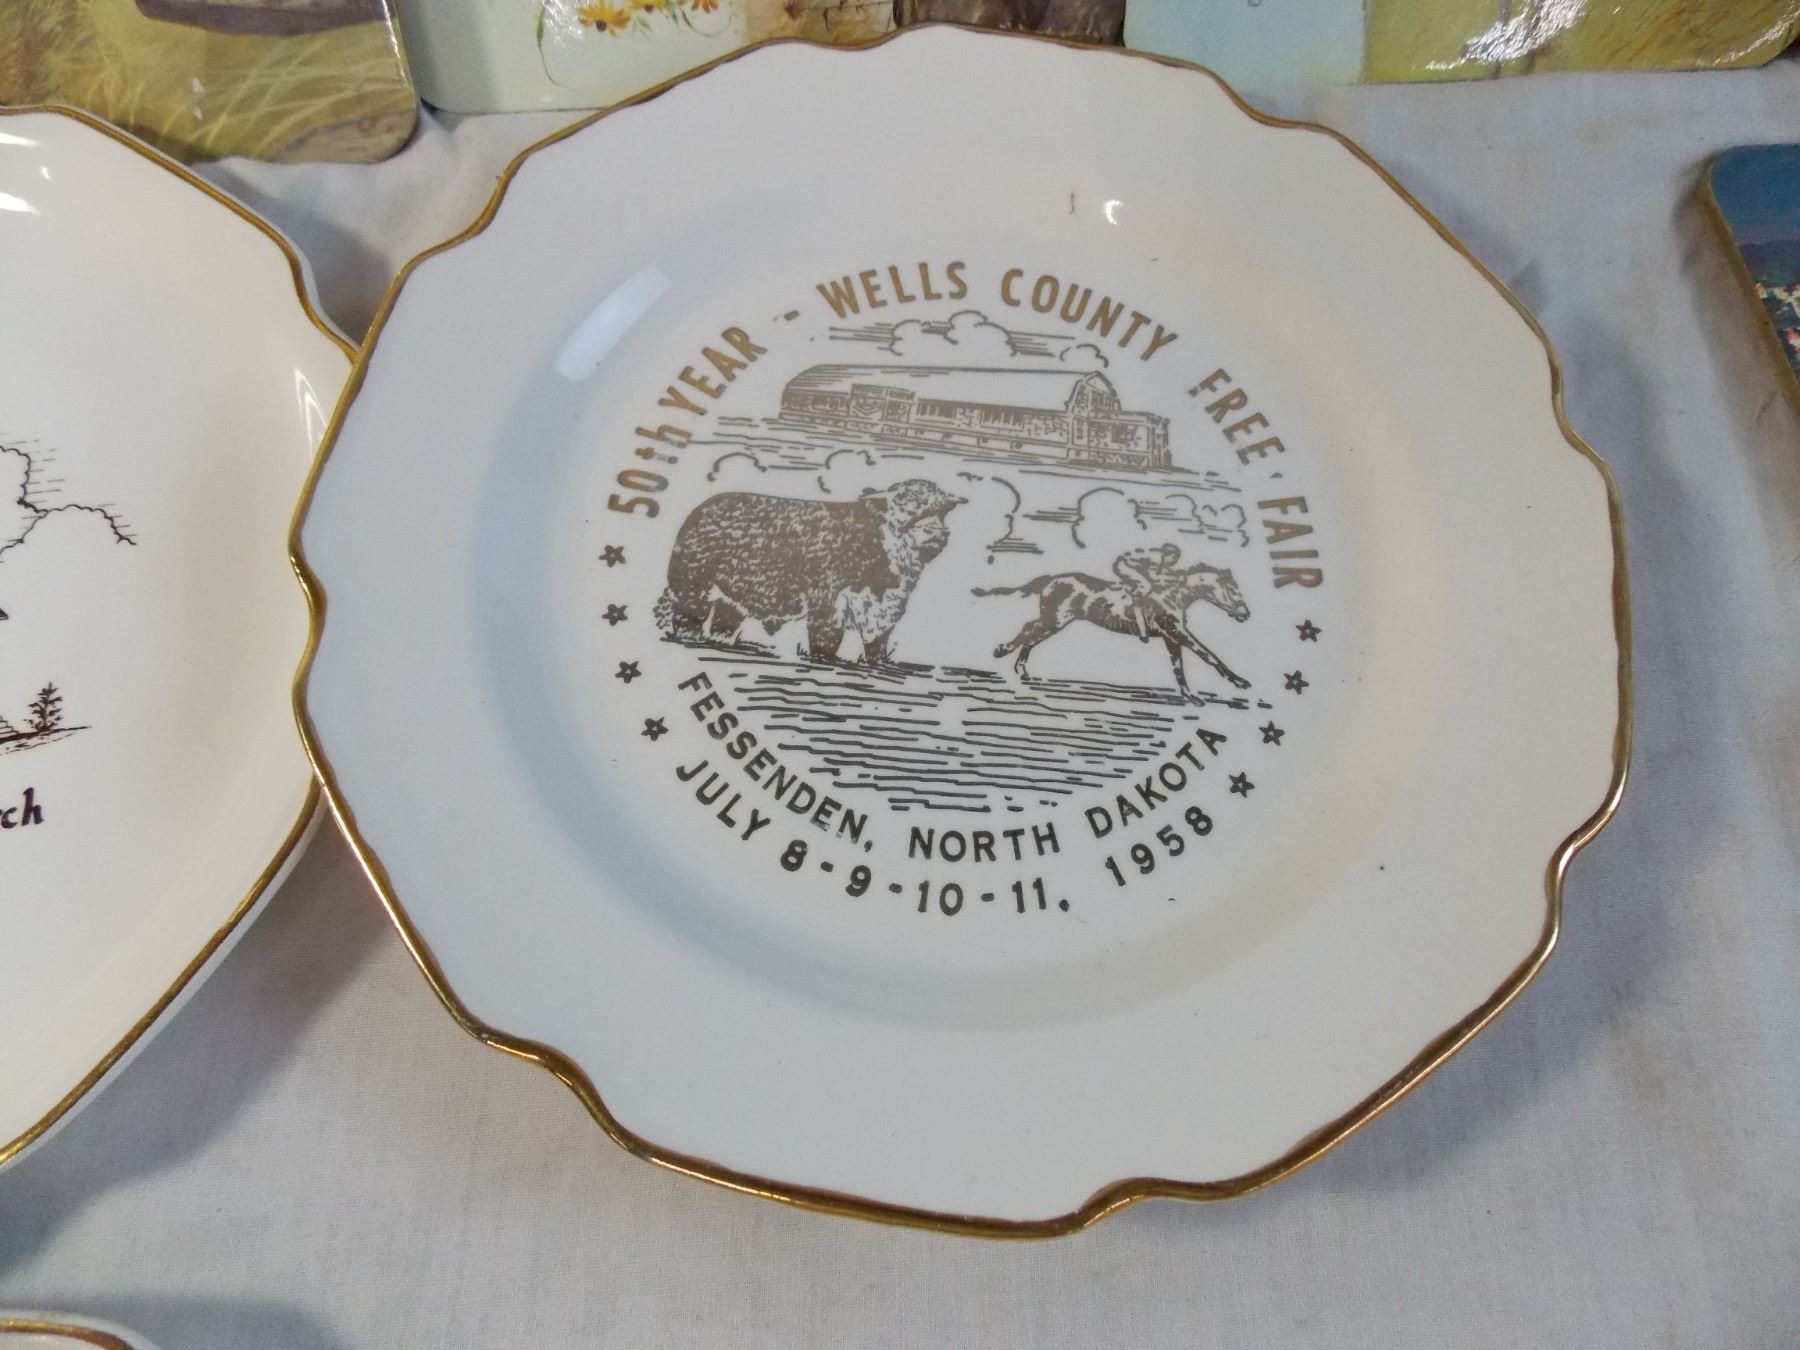 50th YEAR - WELLS COUNTY FREE FAIR
FESSENDEN, NORTH DAKOTA
JULY 8-9-10-11. 1958